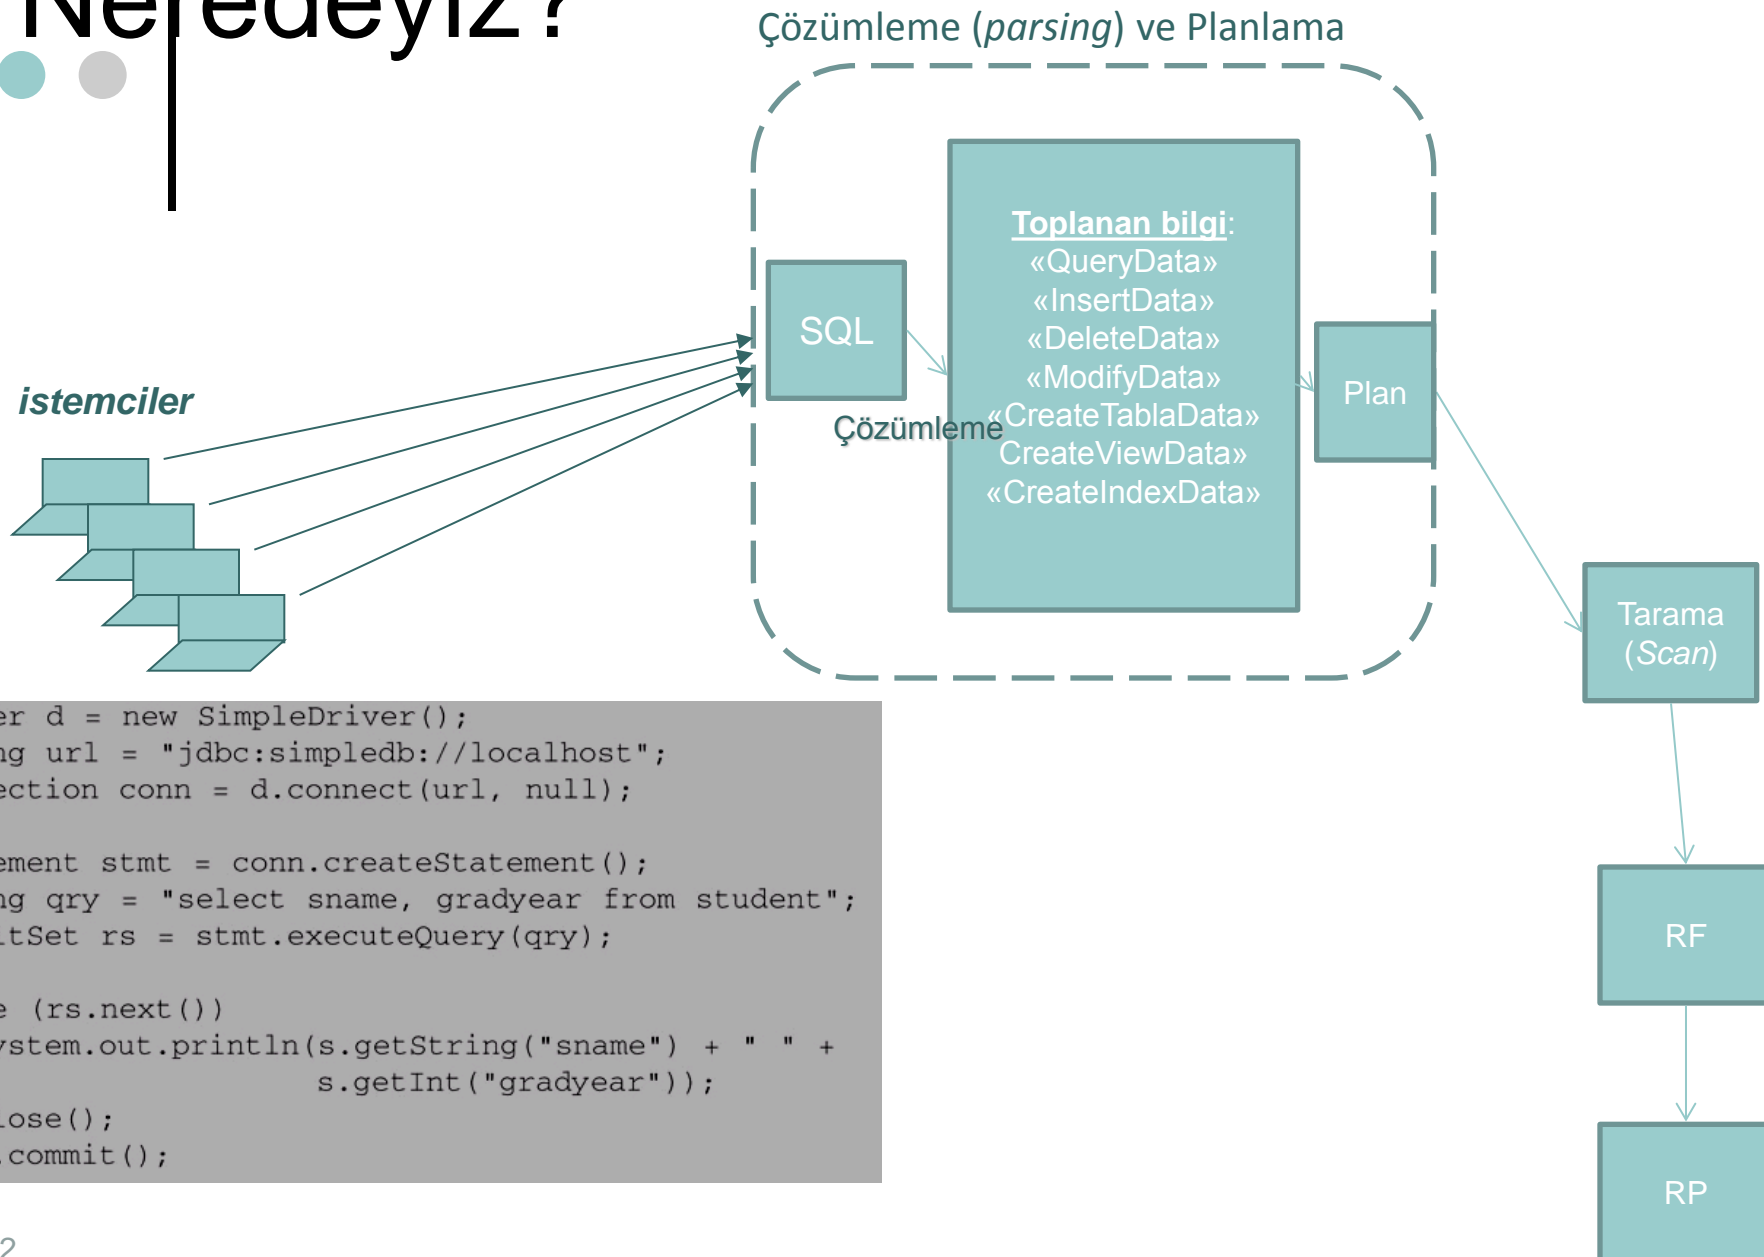 Neredeyiz?
Çözümleme (parsing) ve Planlama
Toplanan bilgi:
«QueryData»
«InsertData»
«DeleteData»
«ModifyData»
«CreateTablaData»
CreateViewData»
«CreateIndexData»
SQL
Çözümleme
Plan
istemciler
Tarama
(Scan)
RF
RP
er d = new SimpleDriver();
ng url = "jdbc:simpledb://localhost";
ection conn = d.connect(url, null);
ement stmt = conn.createStatement();
ng qry = "select sname, gradyear from student";
ltSet rs = stmt.executeQuery(qry);
e (rs.next())
ystem.out.println(s.getString("sname") + " " +
s.getInt("gradyear"));
lose();
.commit();
2